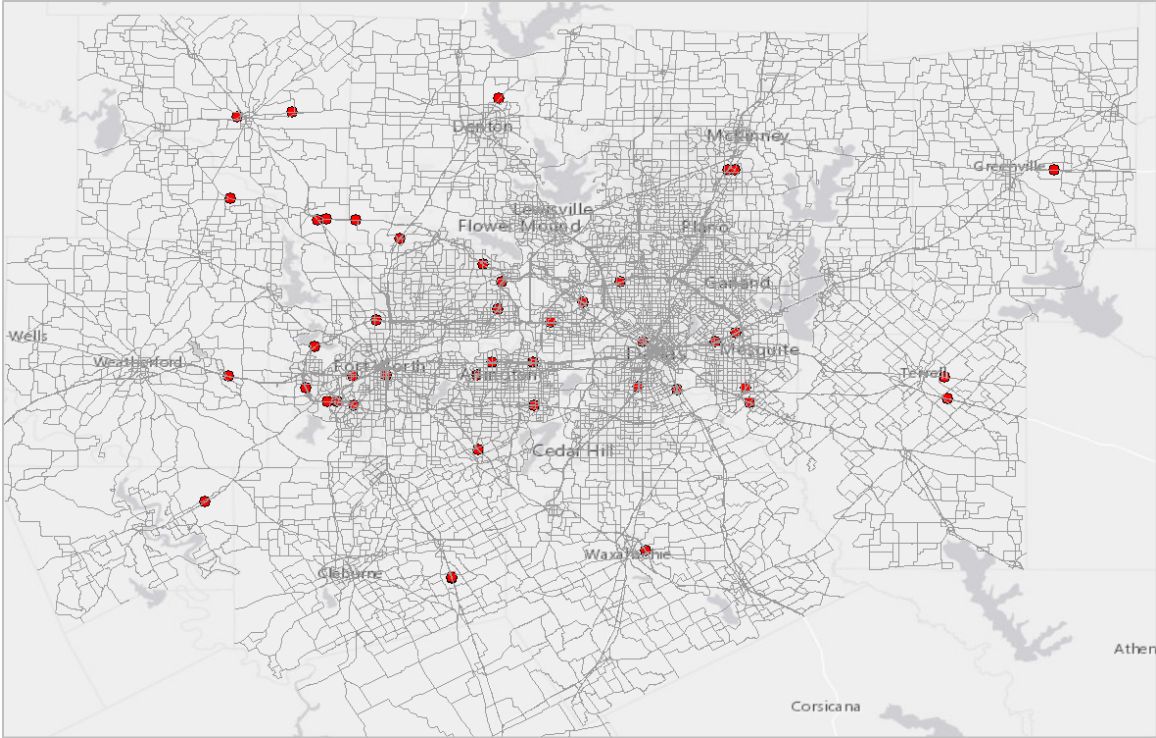 Denton
McKinney
Greenville
Lewisville
Flower Mound
Plano
Garland
Wells
Weatherford
Fort Worth
Arlington
Dallas
Mesquite
Terrell
Cedar Hill
Waxahachie
Cleburne
Athen
Corsicana